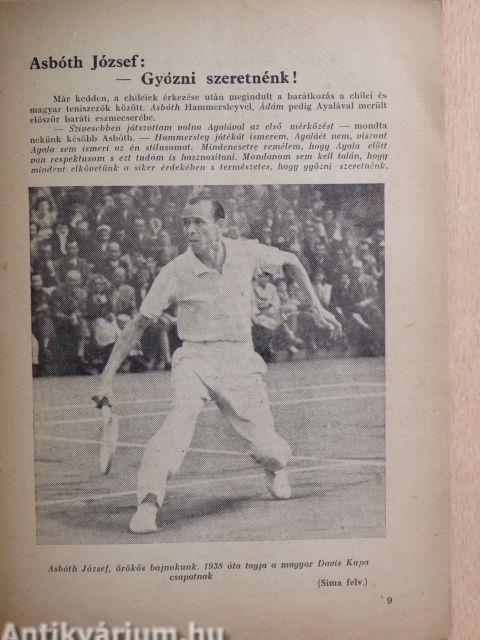 Asbóth József:
— Győzni szeretnénk!
Már kedden, a chileiek érkezése után megindult a barátkozás a chilei és
magyar teniszezők között. Asbóth Hammersleyvel, Ádám pedig Ayalával merült
először baráti eszmecserébe.
— Szívesebben játszottam volna Ayalával az első mérkőzést — mondta
nekünk később Asbóth. — Hammersley játékát ismerem, Ayaláét nem, viszont
Ayala sem ismeri az én stílusomat. Mindenesetre remélem, hogy Ayala előtt
van respektusom s ezt tudom is hasznosítani. Mondanom sem kell talán, hogy
mindent elkövetünk a siker érdekében s természetes, hogy győzni szeretnénk.
Asbóth József, örökös bajnokunk, 1938 óta tagja a magyar Davis Kupa
csapatnak
(Sima felv.)
9
Antikvárium.hu